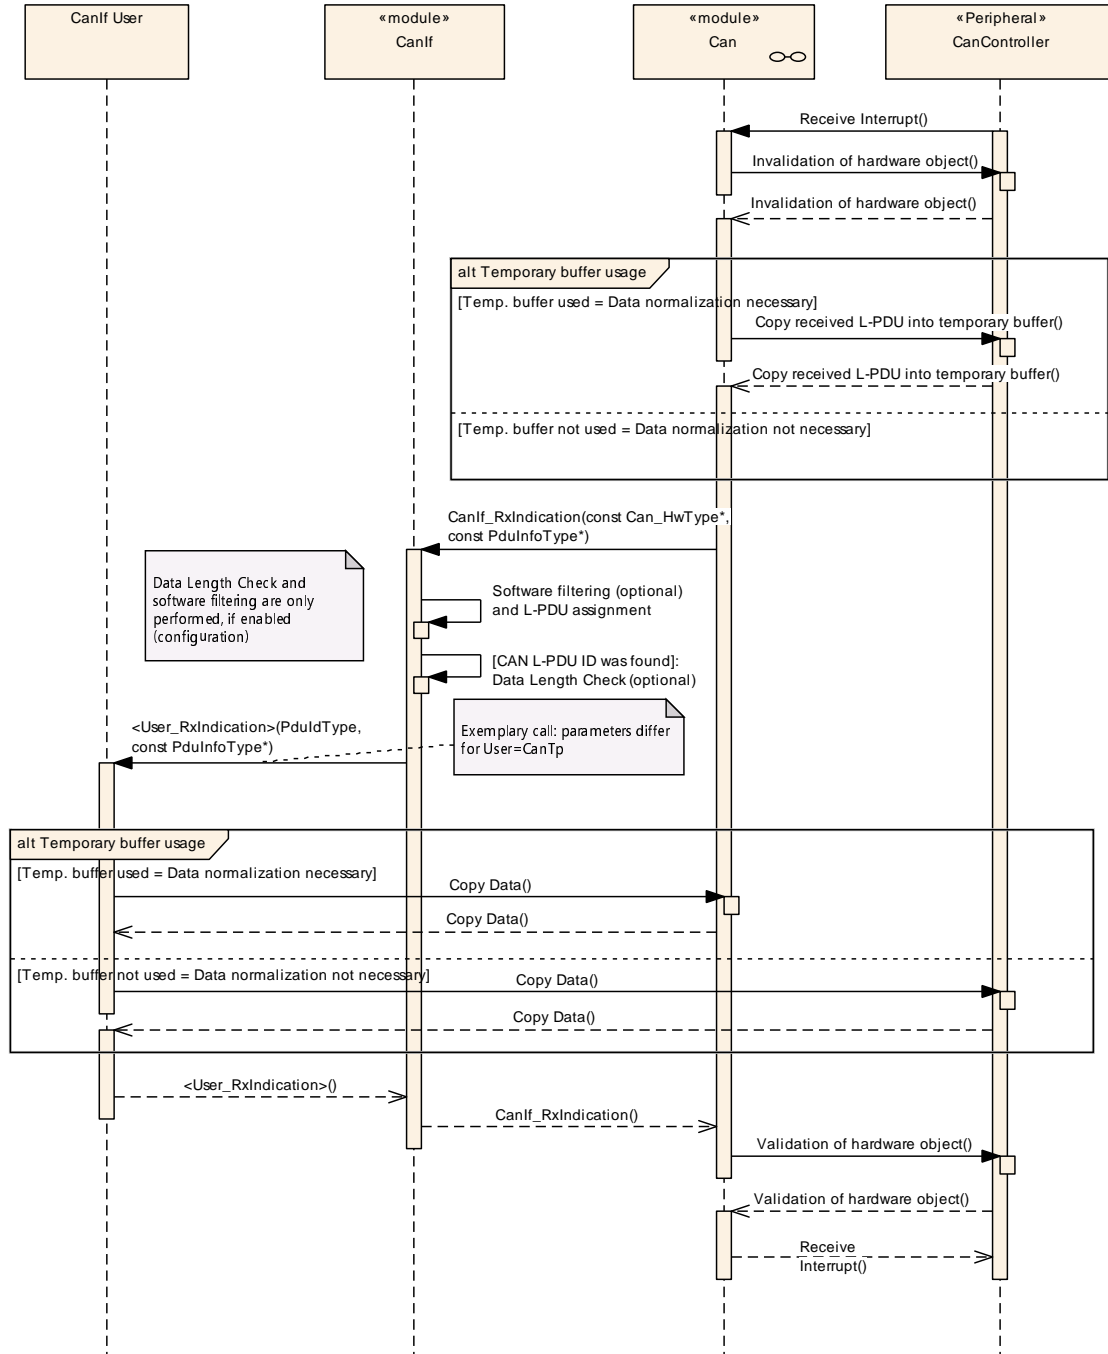 CanIf User
«module»
CanIf
«module»
Can
«Peripheral»
CanController
Receive Interrupt()
Invalidation of hardware object()
Invalidation of hardware object()
alt Temporary buffer usage
[Temp. buffer used = Data normalization necessary]
Copy received L-PDU into temporary buffer()
Copy received L-PDU into temporary buffer()
[Temp. buffer not used = Data normalization not necessary]
CanIf_RxIndication(const Can_HwType*,
const PduInfoType*)
Data Length Check and
software filtering are only
performed, if enabled
(configuration)
Software filtering (optional)
and L-PDU assignment
[CAN L-PDU ID was found]:
Data Length Check (optional)
<User_RxIndication>(PduIdType,
const PduInfoType*)
Exemplary call: parameters differ
for User=CanTp
alt Temporary buffer usage
[Temp. buffer used = Data normalization necessary]
Copy Data()
Copy Data()
[Temp. buffer not used = Data normalization not necessary]
Copy Data()
Copy Data()
<User_RxIndication>()
CanIf_RxIndication()
Validation of hardware object()
Validation of hardware object()
Receive
Interrupt()